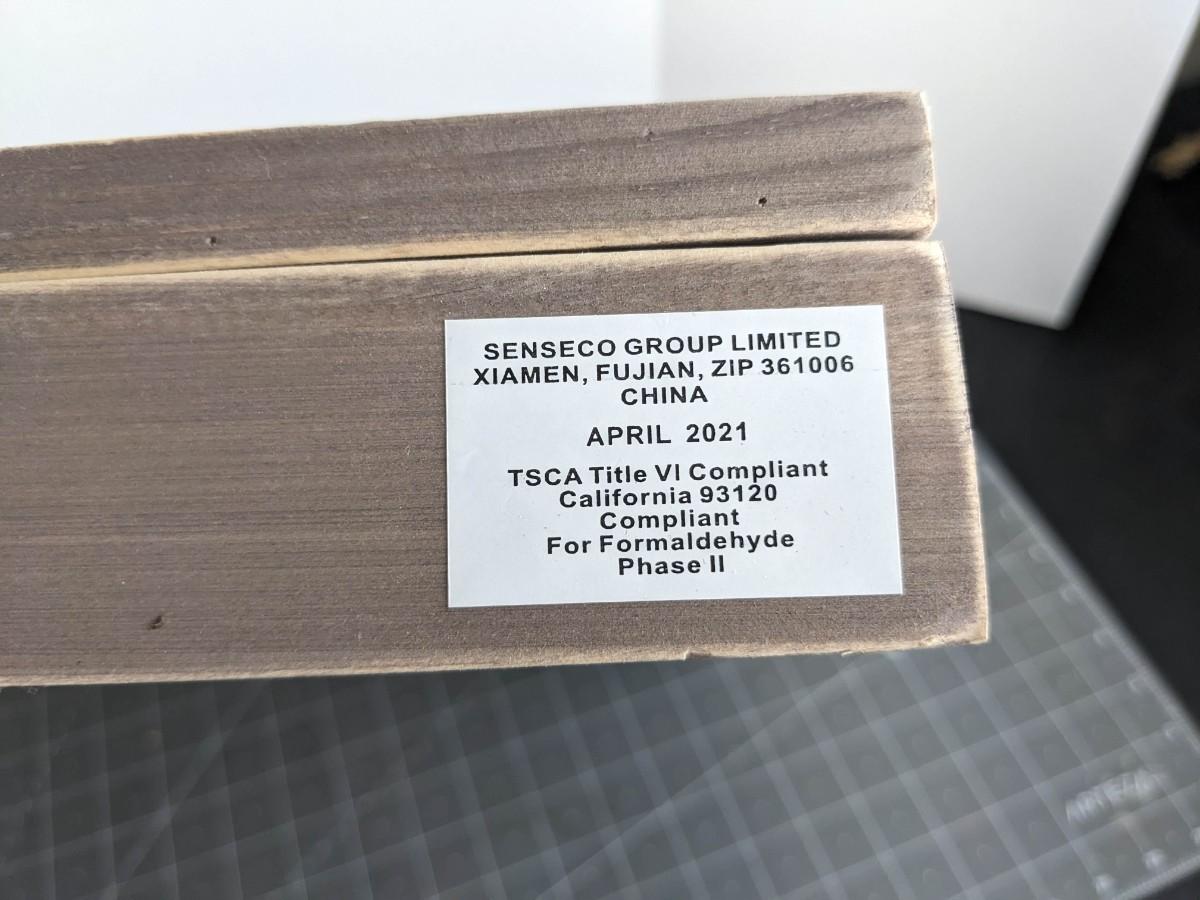 SENSECO GROUP LIMITED
XIAMEN, FUJIAN, ZIP 361006
CHINA
APRIL 2021
TSCA Title VI Compliant
California 93120
Compliant
For Formaldehyde
Phase II
ARTEZA